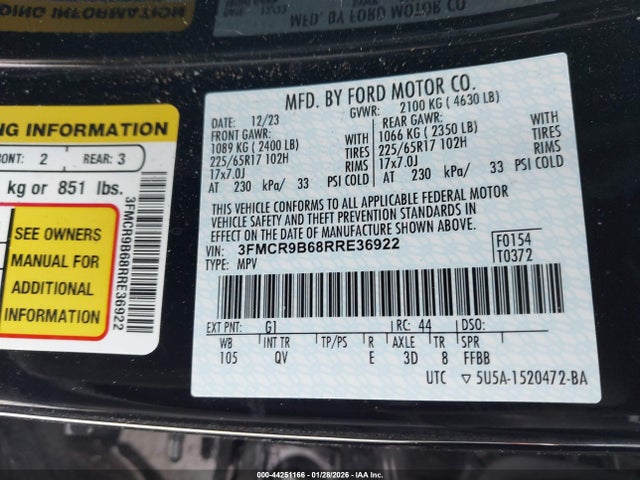 MFD. BY FORD MOTOR CO
NG INFORMATION
RONT: 2 REAR: 3
kg or 851 lbs.
SEE OWNERS
MANUAL FOR
ADDITIONAL
INFORMATION
3FMCR9B68RRE36922
MFD. BY FORD MOTOR CO.
DATE: 12/23 GVWR: 2100 KG ( 4630 LB)
FRONT GAWR: WITH REAR GAWR: WITH
1089 KG ( 2400 LB) TIRES 1066 KG ( 2350 LB) TIRES
225/65R17 102H RIMS 225/65R17 102H RIMS
17x7.0J 17x7.0J
AT 230 kPa/ 33 PSI COLD AT 230 kPa/ 33 PSI COLD
THIS VEHICLE CONFORMS TO ALL APPLICABLE FEDERAL MOTOR
VEHICLE SAFETY AND THEFT PREVENTION STANDARDS IN
EFFECT ON THE DATE OF MANUFACTURE SHOWN ABOVE.
VIN: 3FMCR9B68RRE36922 F0154
TYPE: MPV T0372
EXT PNT: G1 RC: 44 DSO:
WB INT TR TP/PS R AXLE TR SPR
105 QV E 3D 8 FFBB
UTC 5U5A-1520472-BA
000-44251166 - 01/28/2026 - IAA Inc.